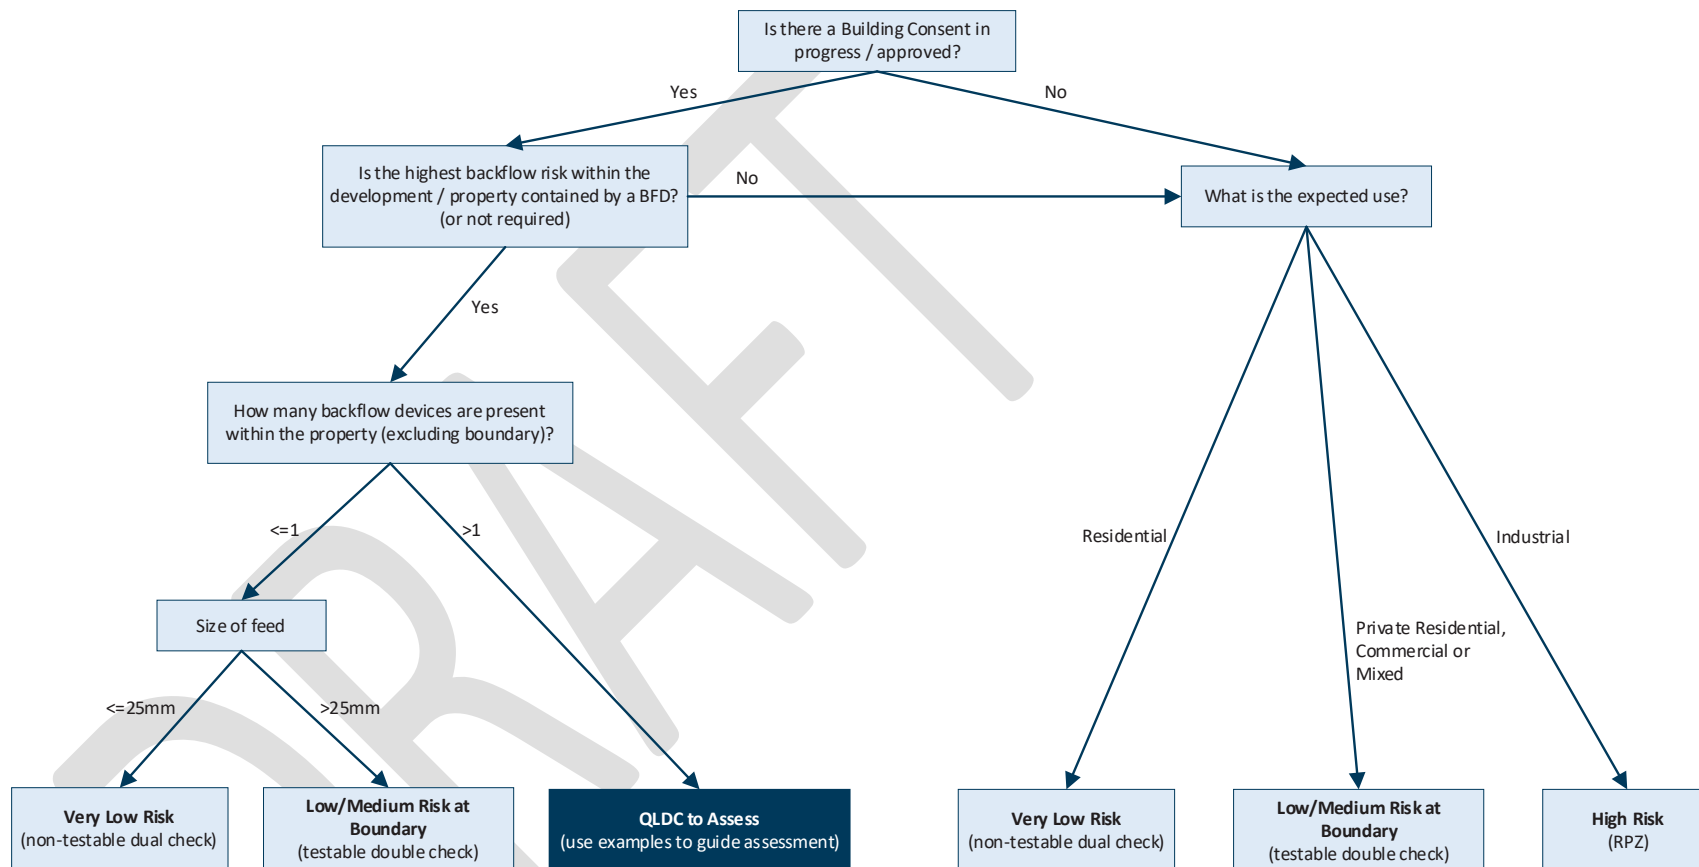 Is there a Building Consent in
progress / approved?
Yes
No
Is the highest backflow risk within the
development / property contained by a BFD?
(or not required)
No
What is the expected use?
Yes
How many backflow devices are present
within the property (excluding boundary)?
<=1
>1
Residential
Industrial
Size of feed
Private Residential,
Commercial or
Mixed
<=25mm
>25mm
Very Low Risk
(non-testable dual check)
Low/Medium Risk at
Boundary
(testable double check)
QLDC to Assess
(use examples to guide assessment)
Very Low Risk
(non-testable dual check)
Low/Medium Risk at
Boundary
(testable double check)
High Risk
(RPZ)
DRAFT